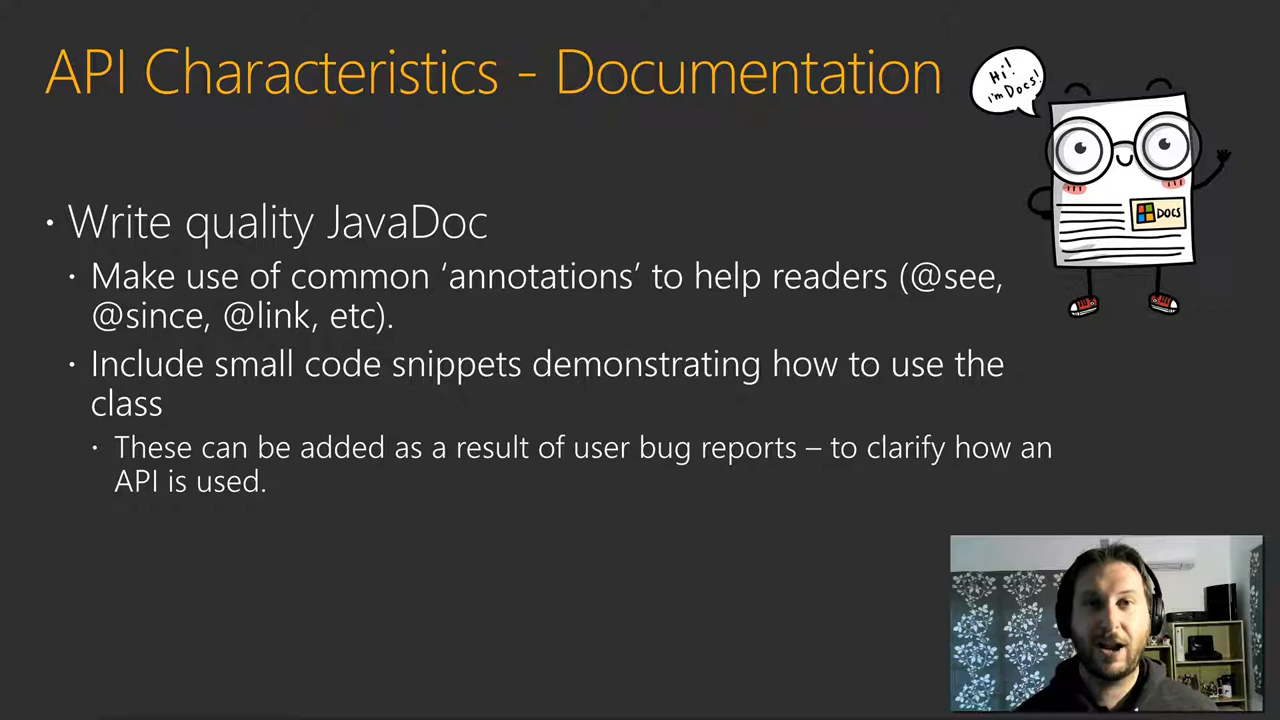 API Characteristics - Documentation
Hi!
I'm Docs!
DOCS
• Write quality JavaDoc
• Make use of common ‘annotations’ to help readers (@see,
@since, @link, etc).
• Include small code snippets demonstrating how to use the
class
• These can be added as a result of user bug reports – to clarify how an
API is used.